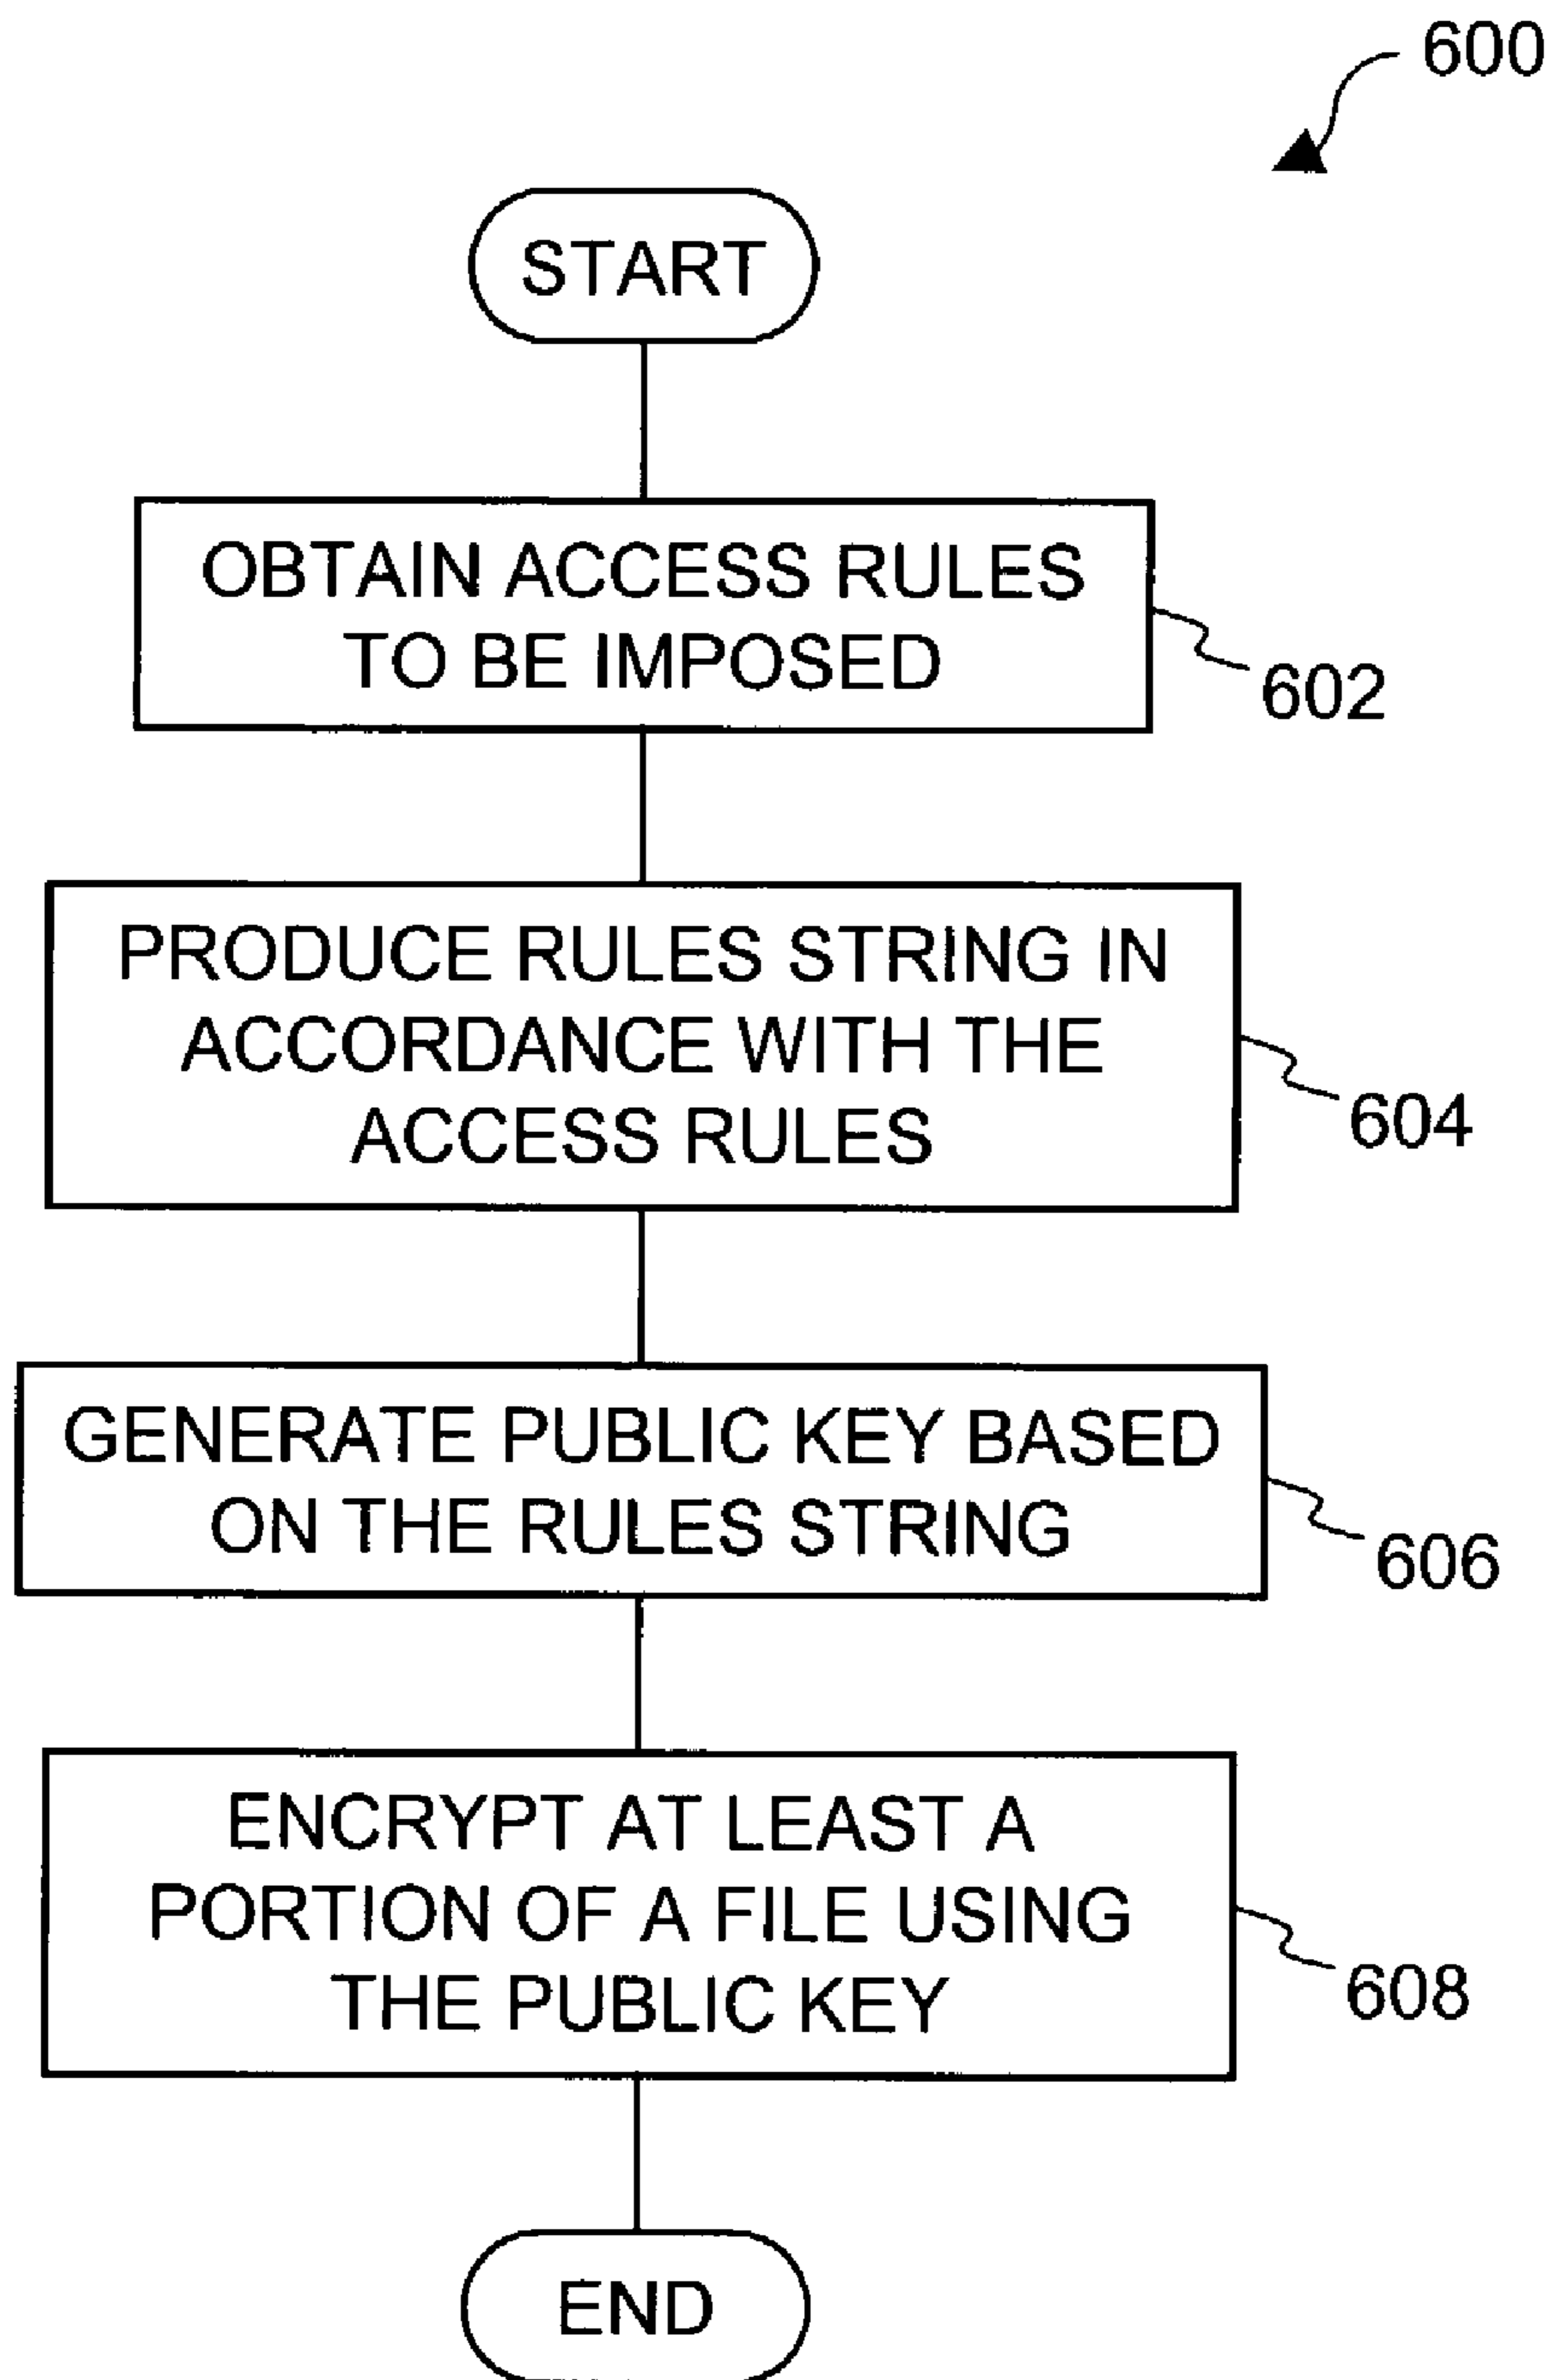 600
START
OBTAIN ACCESS RULES
TO BE IMPOSED
602
PRODUCE RULES STRING IN
ACCORDANCE WITH THE
ACCESS RULES
604
GENERATE PUBLIC KEY BASED
ON THE RULES STRING
606
ENCRYPT AT LEAST A
PORTION OF A FILE USING
THE PUBLIC KEY
608
END